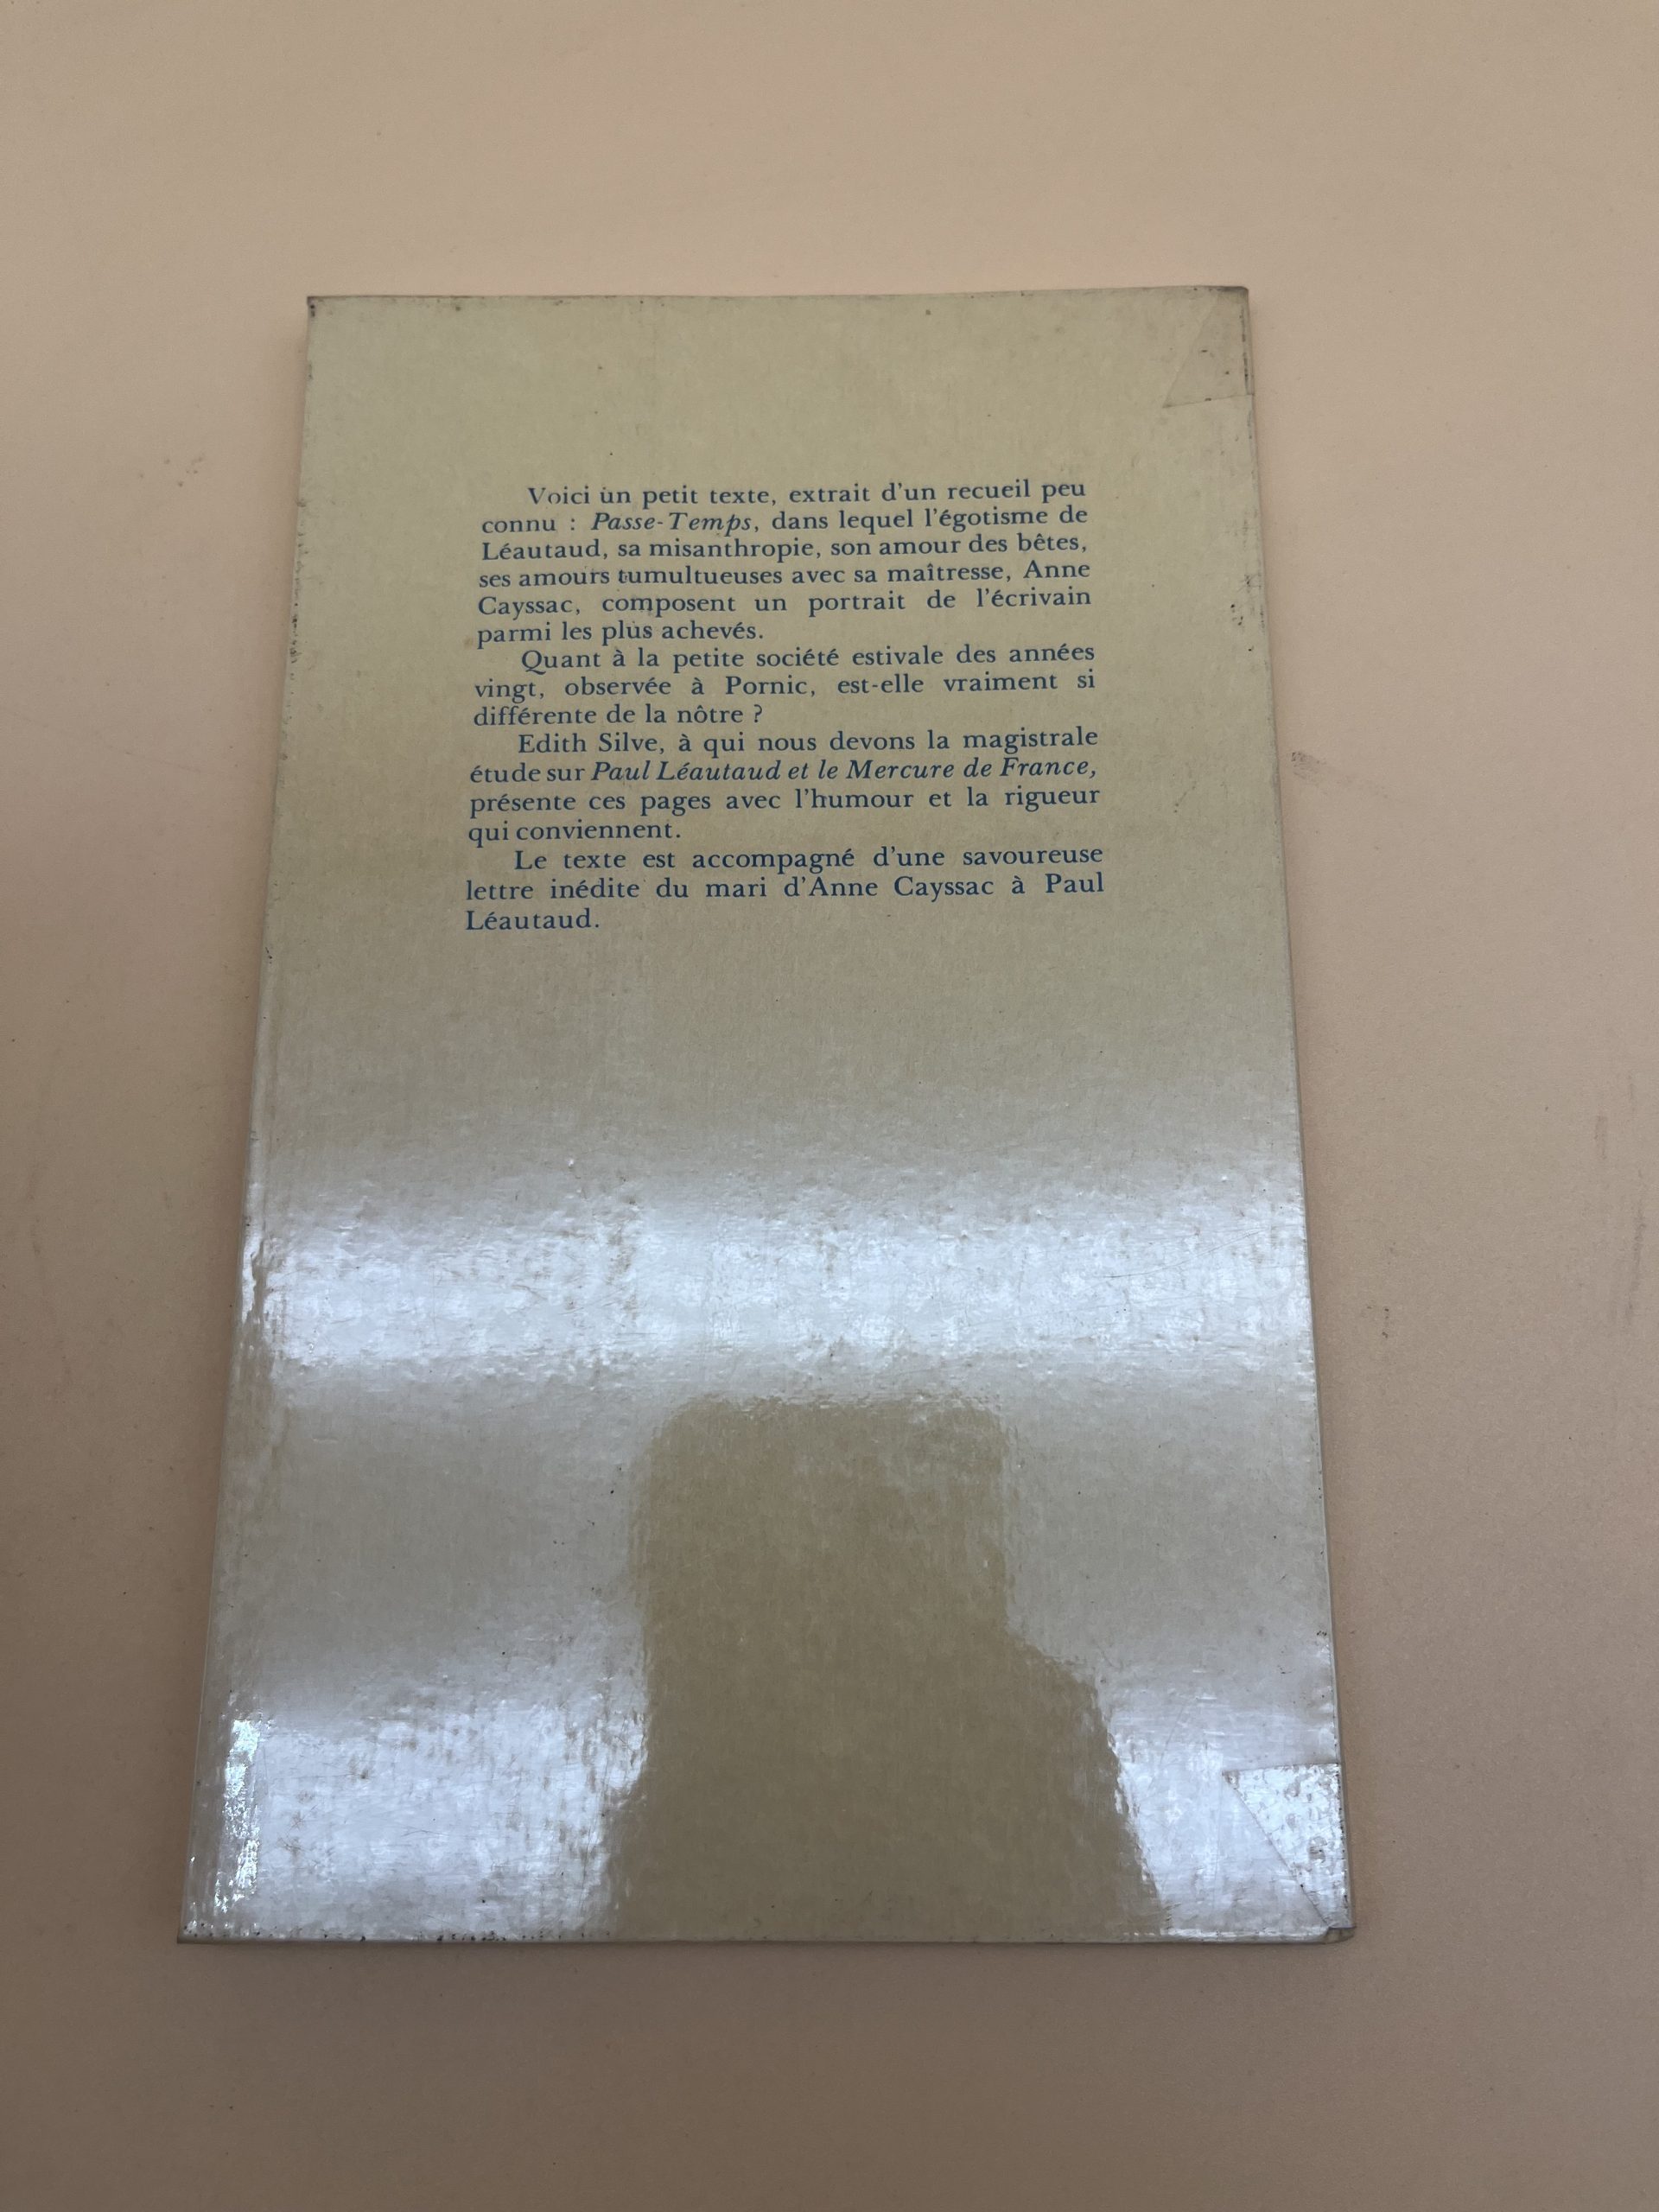 Voici un petit texte, extrait d'un recueil peu
connu : Passe-Temps, dans lequel l'égotisme de
Léautaud, sa misanthropie, son amour des bêtes,
ses amours tumultueuses avec sa maîtresse, Anne
Cayssac, composent un portrait de l'écrivain
parmi les plus achevés.
Quant à la petite société estivale des années
vingt, observée à Pornic, est-elle vraiment si
différente de la nôtre ?
Edith Silve, à qui nous devons la magistrale
étude sur Paul Léautaud et le Mercure de France,
présente ces pages avec l'humour et la rigueur
qui conviennent.
Le texte est accompagné d'une savoureuse
lettre inédite du mari d'Anne Cayssac à Paul
Léautaud.